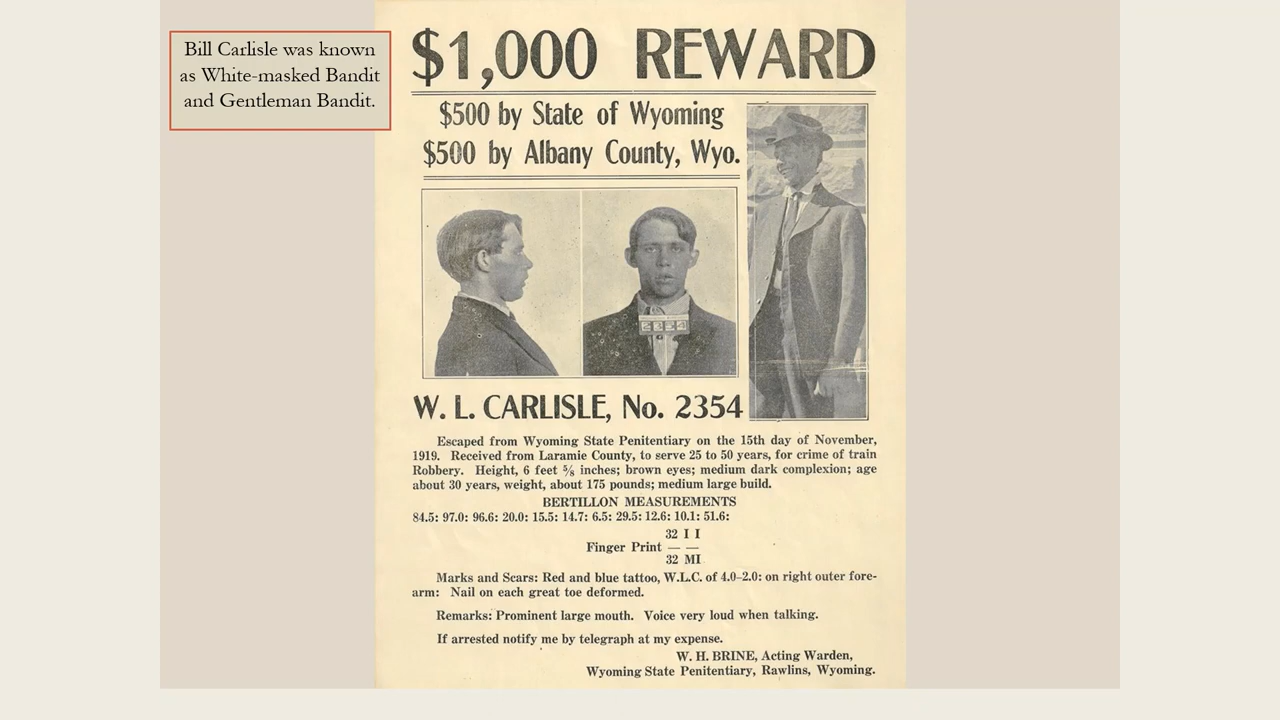 Bill Carlisle was known
as White-masked Bandit
and Gentleman Bandit.
$1,000 REWARD
$500 by State of Wyoming
$500 by Albany County, Wyo.
W. L. CARLISLE, No. 2354
Escaped from Wyoming State Penitentiary on the 15th day of November,
1919. Received from Laramie County, to serve 25 to 50 years, for crime of train
Robbery. Height, 6 feet ⅝ inches; brown eyes; medium dark complexion; age
about 30 years, weight, about 175 pounds; medium large build.
BERTILLON MEASUREMENTS
84.5: 97.0: 96.6: 20.0: 15.5: 14.7: 6.5: 29.5: 12.6: 10.1: 51.6:
32 I I
Finger Print — —
32 MI
Marks and Scars: Red and blue tattoo, W.L.C. of 4.0–2.0: on right outer fore-
arm: Nail on each great toe deformed.
Remarks: Prominent large mouth. Voice very loud when talking.
If arrested notify me by telegraph at my expense.
W. H. BRINE, Acting Warden,
Wyoming State Penitentiary, Rawlins, Wyoming.